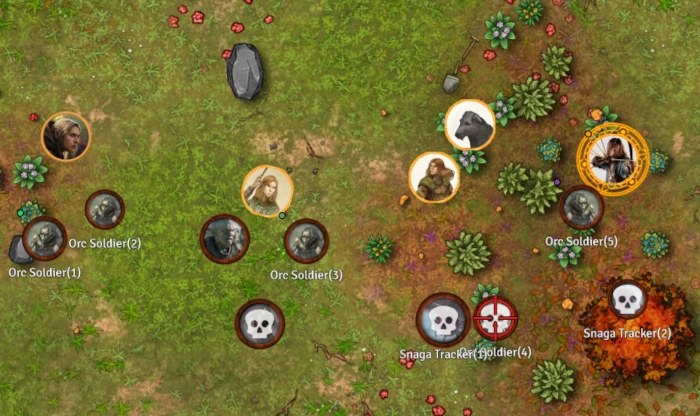 Orc Soldier(2)
Orc Soldier(5)
Orc Soldier(1)
Orc Soldier(3)
Snaga Tracker(2)
Snaga Tracker(1)
Soldier(4)